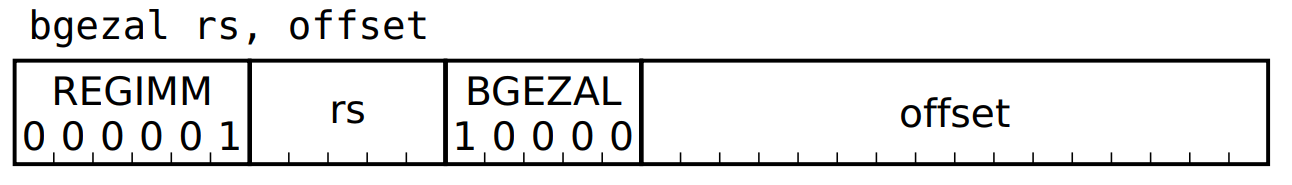 bgezal rs, offset
REGIMM rs BGEZAL offset
0 0 0 0 0 1 1 0 0 0 0